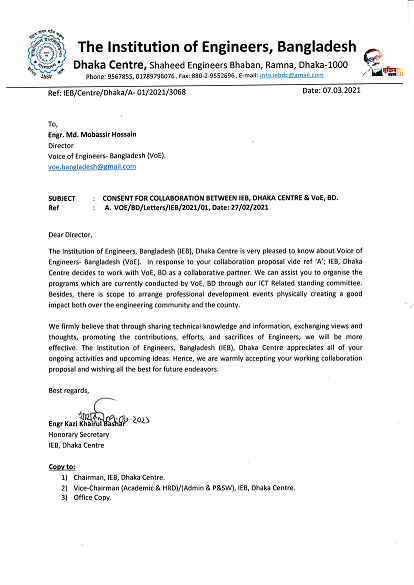 The Institution of Engineers, Bangladesh
Dhaka Centre, Shaheed Engineers Bhaban, Ramna, Dhaka-1000
Phone: 9567855, 01789796076 , Fax: 880-2-9552696 , E-mail: info.iebdc@gmail.com
Ref: IEB/Centre/Dhaka/A- 01/2021/3068
Date: 07.03.2021
To,
Engr. Md. Mobassir Hossain
Director
Voice of Engineers- Bangladesh (VoE).
voe.bangladesh@gmail.com
SUBJECT : CONSENT FOR COLLABORATION BETWEEN IEB, DHAKA CENTRE & VoE, BD.
Ref : A. VOE/BD/Letters/IEB/2021/01, Date: 27/02/2021
Dear Director,
The Institution of Engineers, Bangladesh (IEB), Dhaka Centre is very pleased to know about Voice of
Engineers- Bangladesh (VoE). In response to your collaboration proposal vide ref 'A'; IEB, Dhaka
Centre decides to work with VoE, BD as a collaborative partner. We can assist you to organise the
programs which are currently conducted by VoE, BD through our ICT Related standing committee.
Besides, there is scope to arrange professional development events physically creating a good
impact both over the engineering community and the county.
We firmly believe that through sharing technical knowledge and information, exchanging views and
thoughts, promoting the contributions, efforts, and sacrifices of Engineers; we will be more
effective. The Institution of Engineers, Bangladesh (IEB), Dhaka Centre appreciates all of your
ongoing activities and upcoming ideas. Hence, we are warmly accepting your working collaboration
proposal and wishing all the best for future endeavors.
Best regards,
Engr Kazi Khairul Bashar
Honorary Secretary
IEB, Dhaka Centre
Copy to:
1) Chairman, IEB, Dhaka Centre.
2) Vice-Chairman (Academic & HRD)/(Admin & P&SW), IEB, Dhaka Centre.
3) Office Copy.